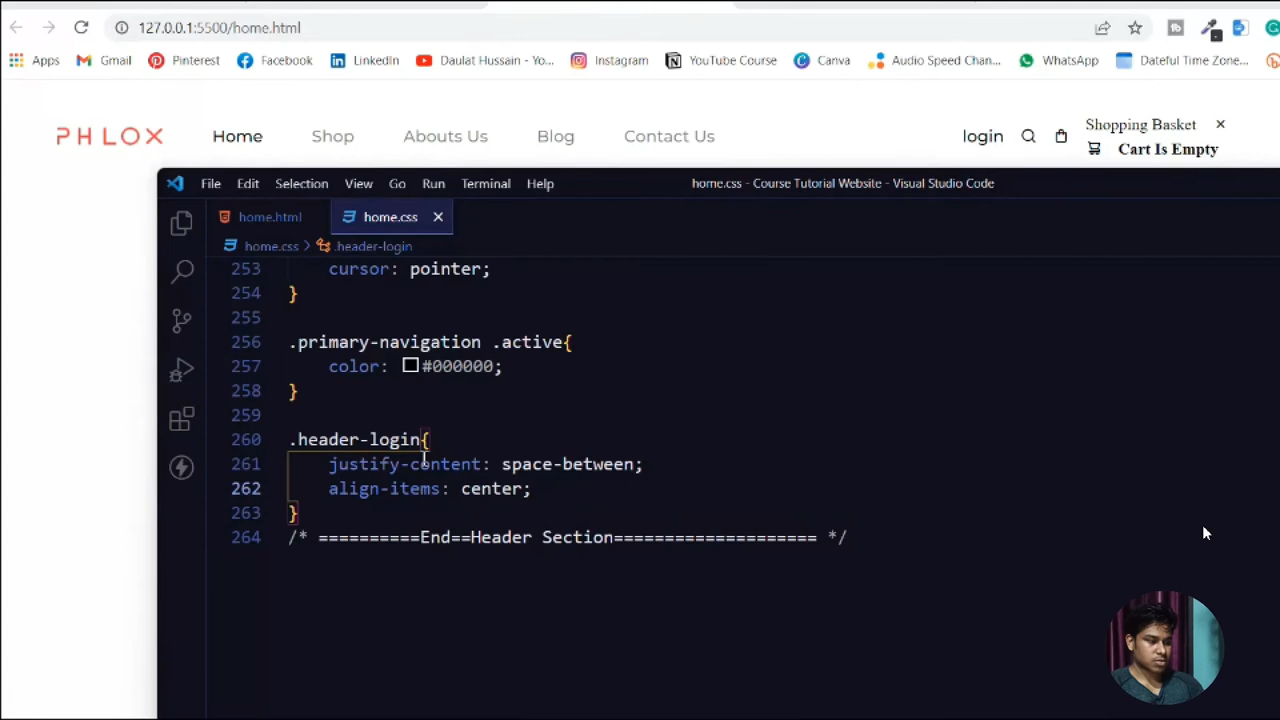 127.0.0.1:5500/home.html
Apps Gmail Pinterest Facebook LinkedIn Daulat Hussain - Yo... Instagram YouTube Course Canva Audio Speed Chan... WhatsApp Dateful Time Zone...
PHLOX Home Shop Abouts Us Blog Contact Us login Shopping Basket ×
Cart Is Empty
File Edit Selection View Go Run Terminal Help home.css - Course Tutorial Website - Visual Studio Code
home.html home.css ×
home.css > .header-login
253 cursor: pointer;
254 }
255
256 .primary-navigation .active{
257 color: #000000;
258 }
259
260 .header-login{
261 justify-content: space-between;
262 align-items: center;
263 }
264 /* ==========End==Header Section==================== */